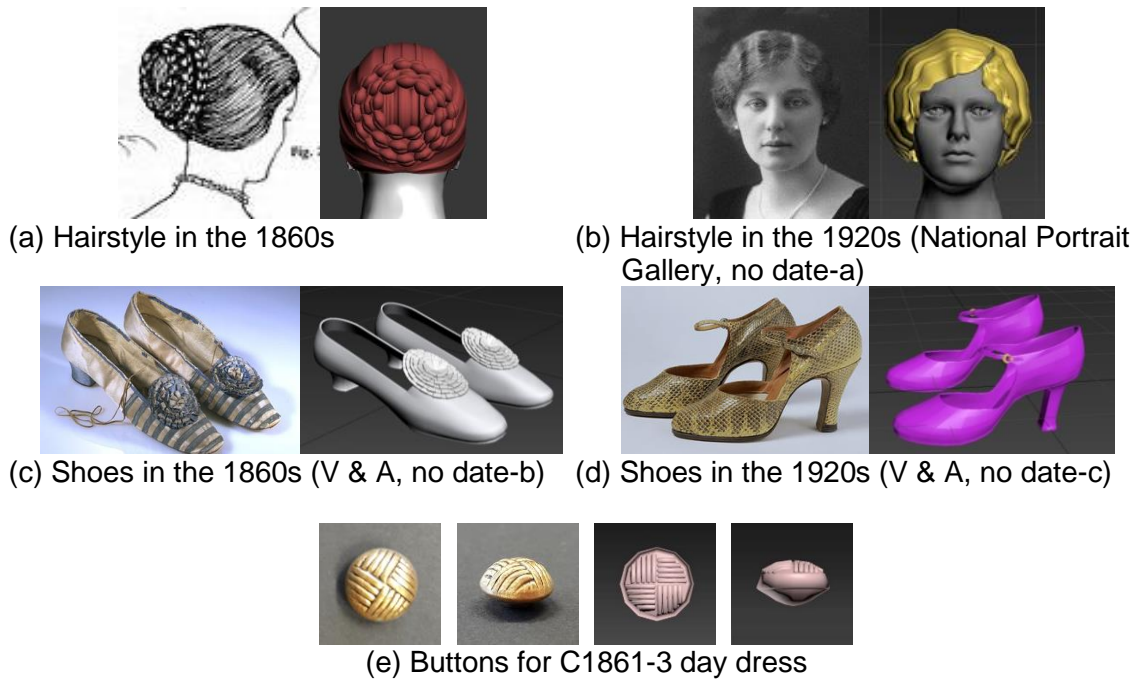 Fig. 
(a) Hairstyle in the 1860s
(b) Hairstyle in the 1920s (National Portrait
Gallery, no date-a)
(c) Shoes in the 1860s (V & A, no date-b)
(d) Shoes in the 1920s (V & A, no date-c)
(e) Buttons for C1861-3 day dress